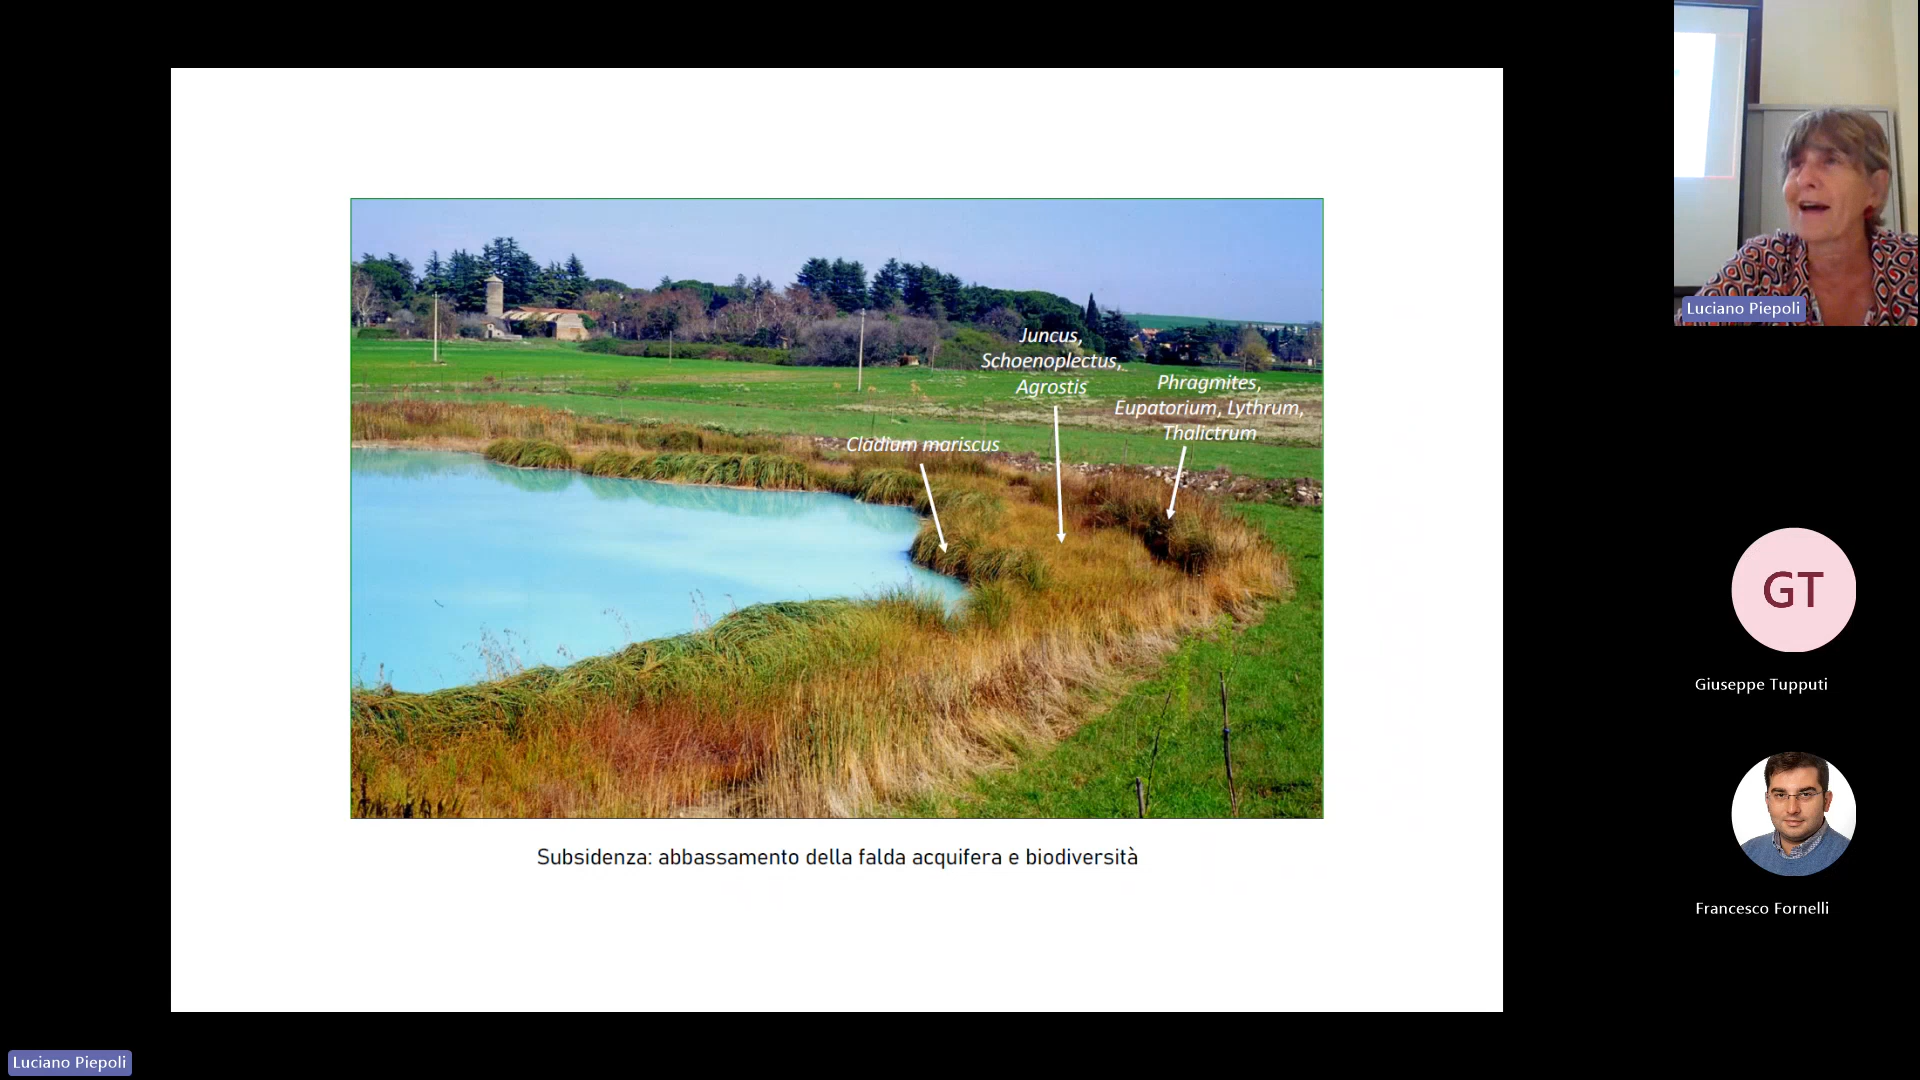 Juncus,
Schoenoplectus,
Agrostis
Phragmites,
Eupatorium, Lythrum,
Thalictrum
Cladium mariscus
Subsidenza: abbassamento della falda acquifera e biodiversità
Luciano Piepoli
GT
Giuseppe Tupputi
Francesco Fornelli
Luciano Piepoli